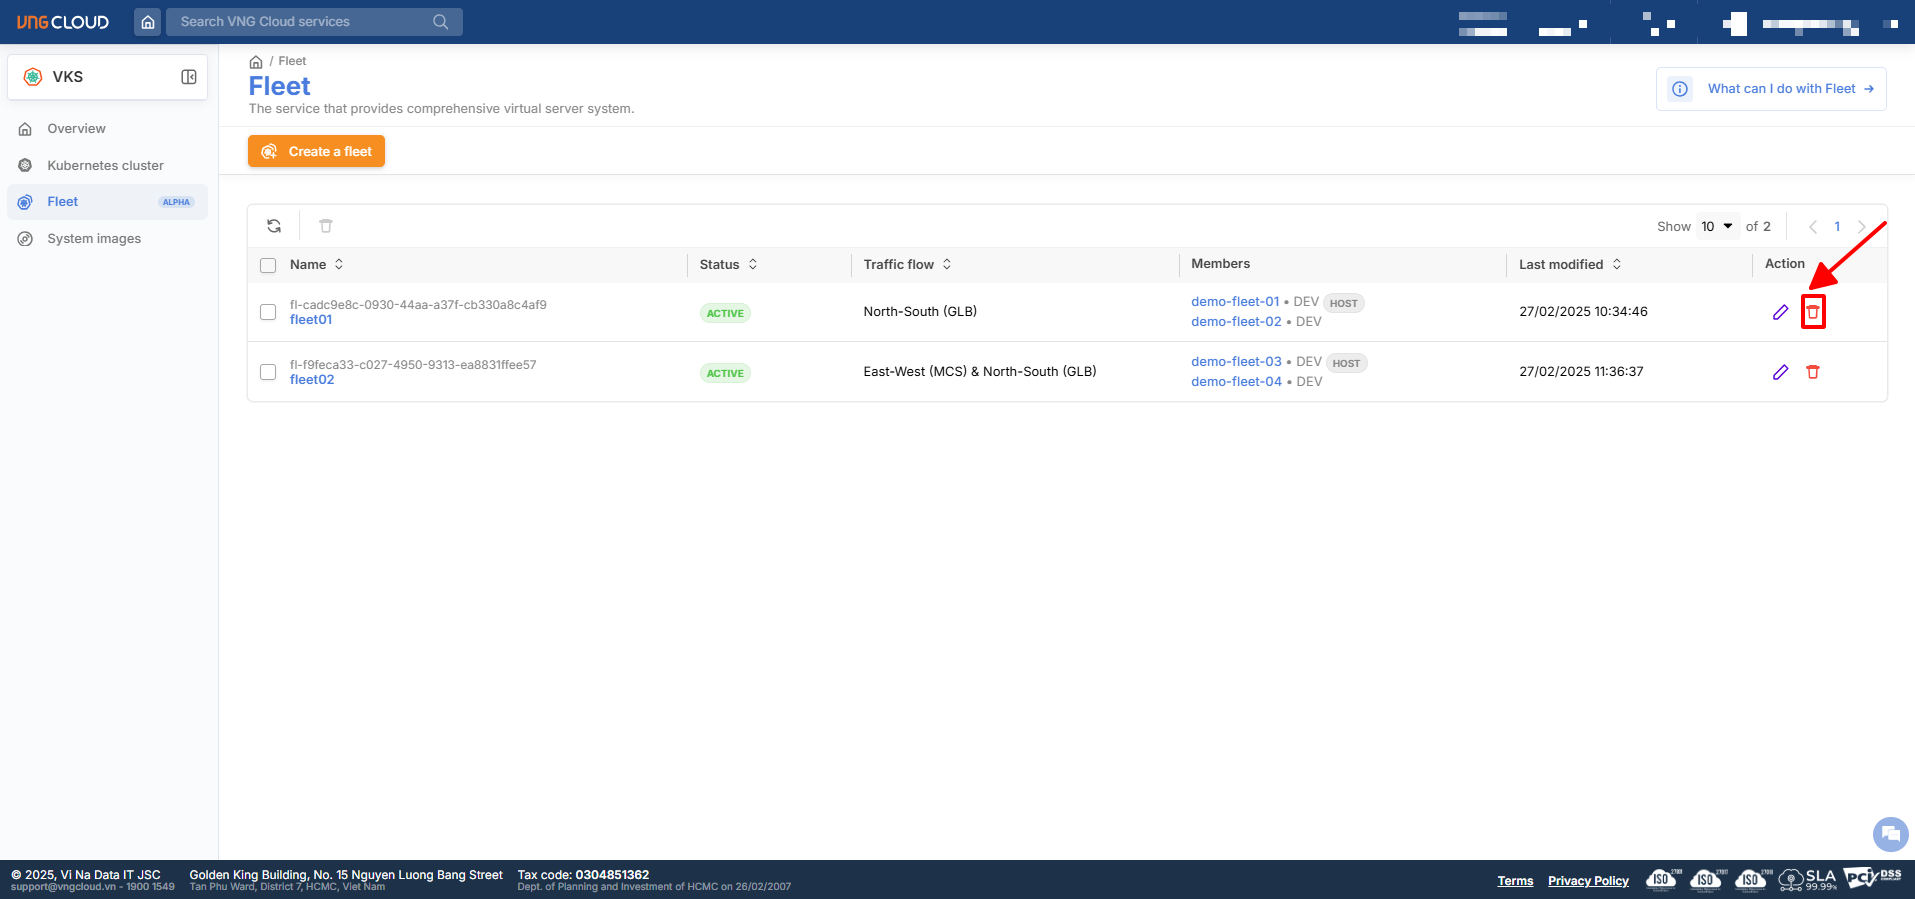 VNG CLOUD
Search VNG Cloud services
VKS
Overview
Kubernetes cluster
Fleet ALPHA
System images
/ Fleet
Fleet
The service that provides comprehensive virtual server system.
What can I do with Fleet
Create a fleet
Show 10 of 2 1
Name Status Traffic flow Members Last modified Action
fl-cadc9e8c-0930-44aa-a37f-cb330a8c4af9
fleet01
ACTIVE
North-South (GLB)
demo-fleet-01 • DEV HOST
demo-fleet-02 • DEV
27/02/2025 10:34:46
fl-f9feca33-c027-4950-9313-ea8831ffee57
fleet02
ACTIVE
East-West (MCS) & North-South (GLB)
demo-fleet-03 • DEV HOST
demo-fleet-04 • DEV
27/02/2025 11:36:37
© 2025, Vi Na Data IT JSC
support@vngcloud.vn - 1900 1549
Golden King Building, No. 15 Nguyen Luong Bang Street
Tan Phu Ward, District 7, HCMC, Viet Nam
Tax code: 0304851362
Dept. of Planning and Investment of HCMC on 26/02/2007
Terms
Privacy Policy
ISO
ISO
ISO
SLA
99.99%
PCI DSS